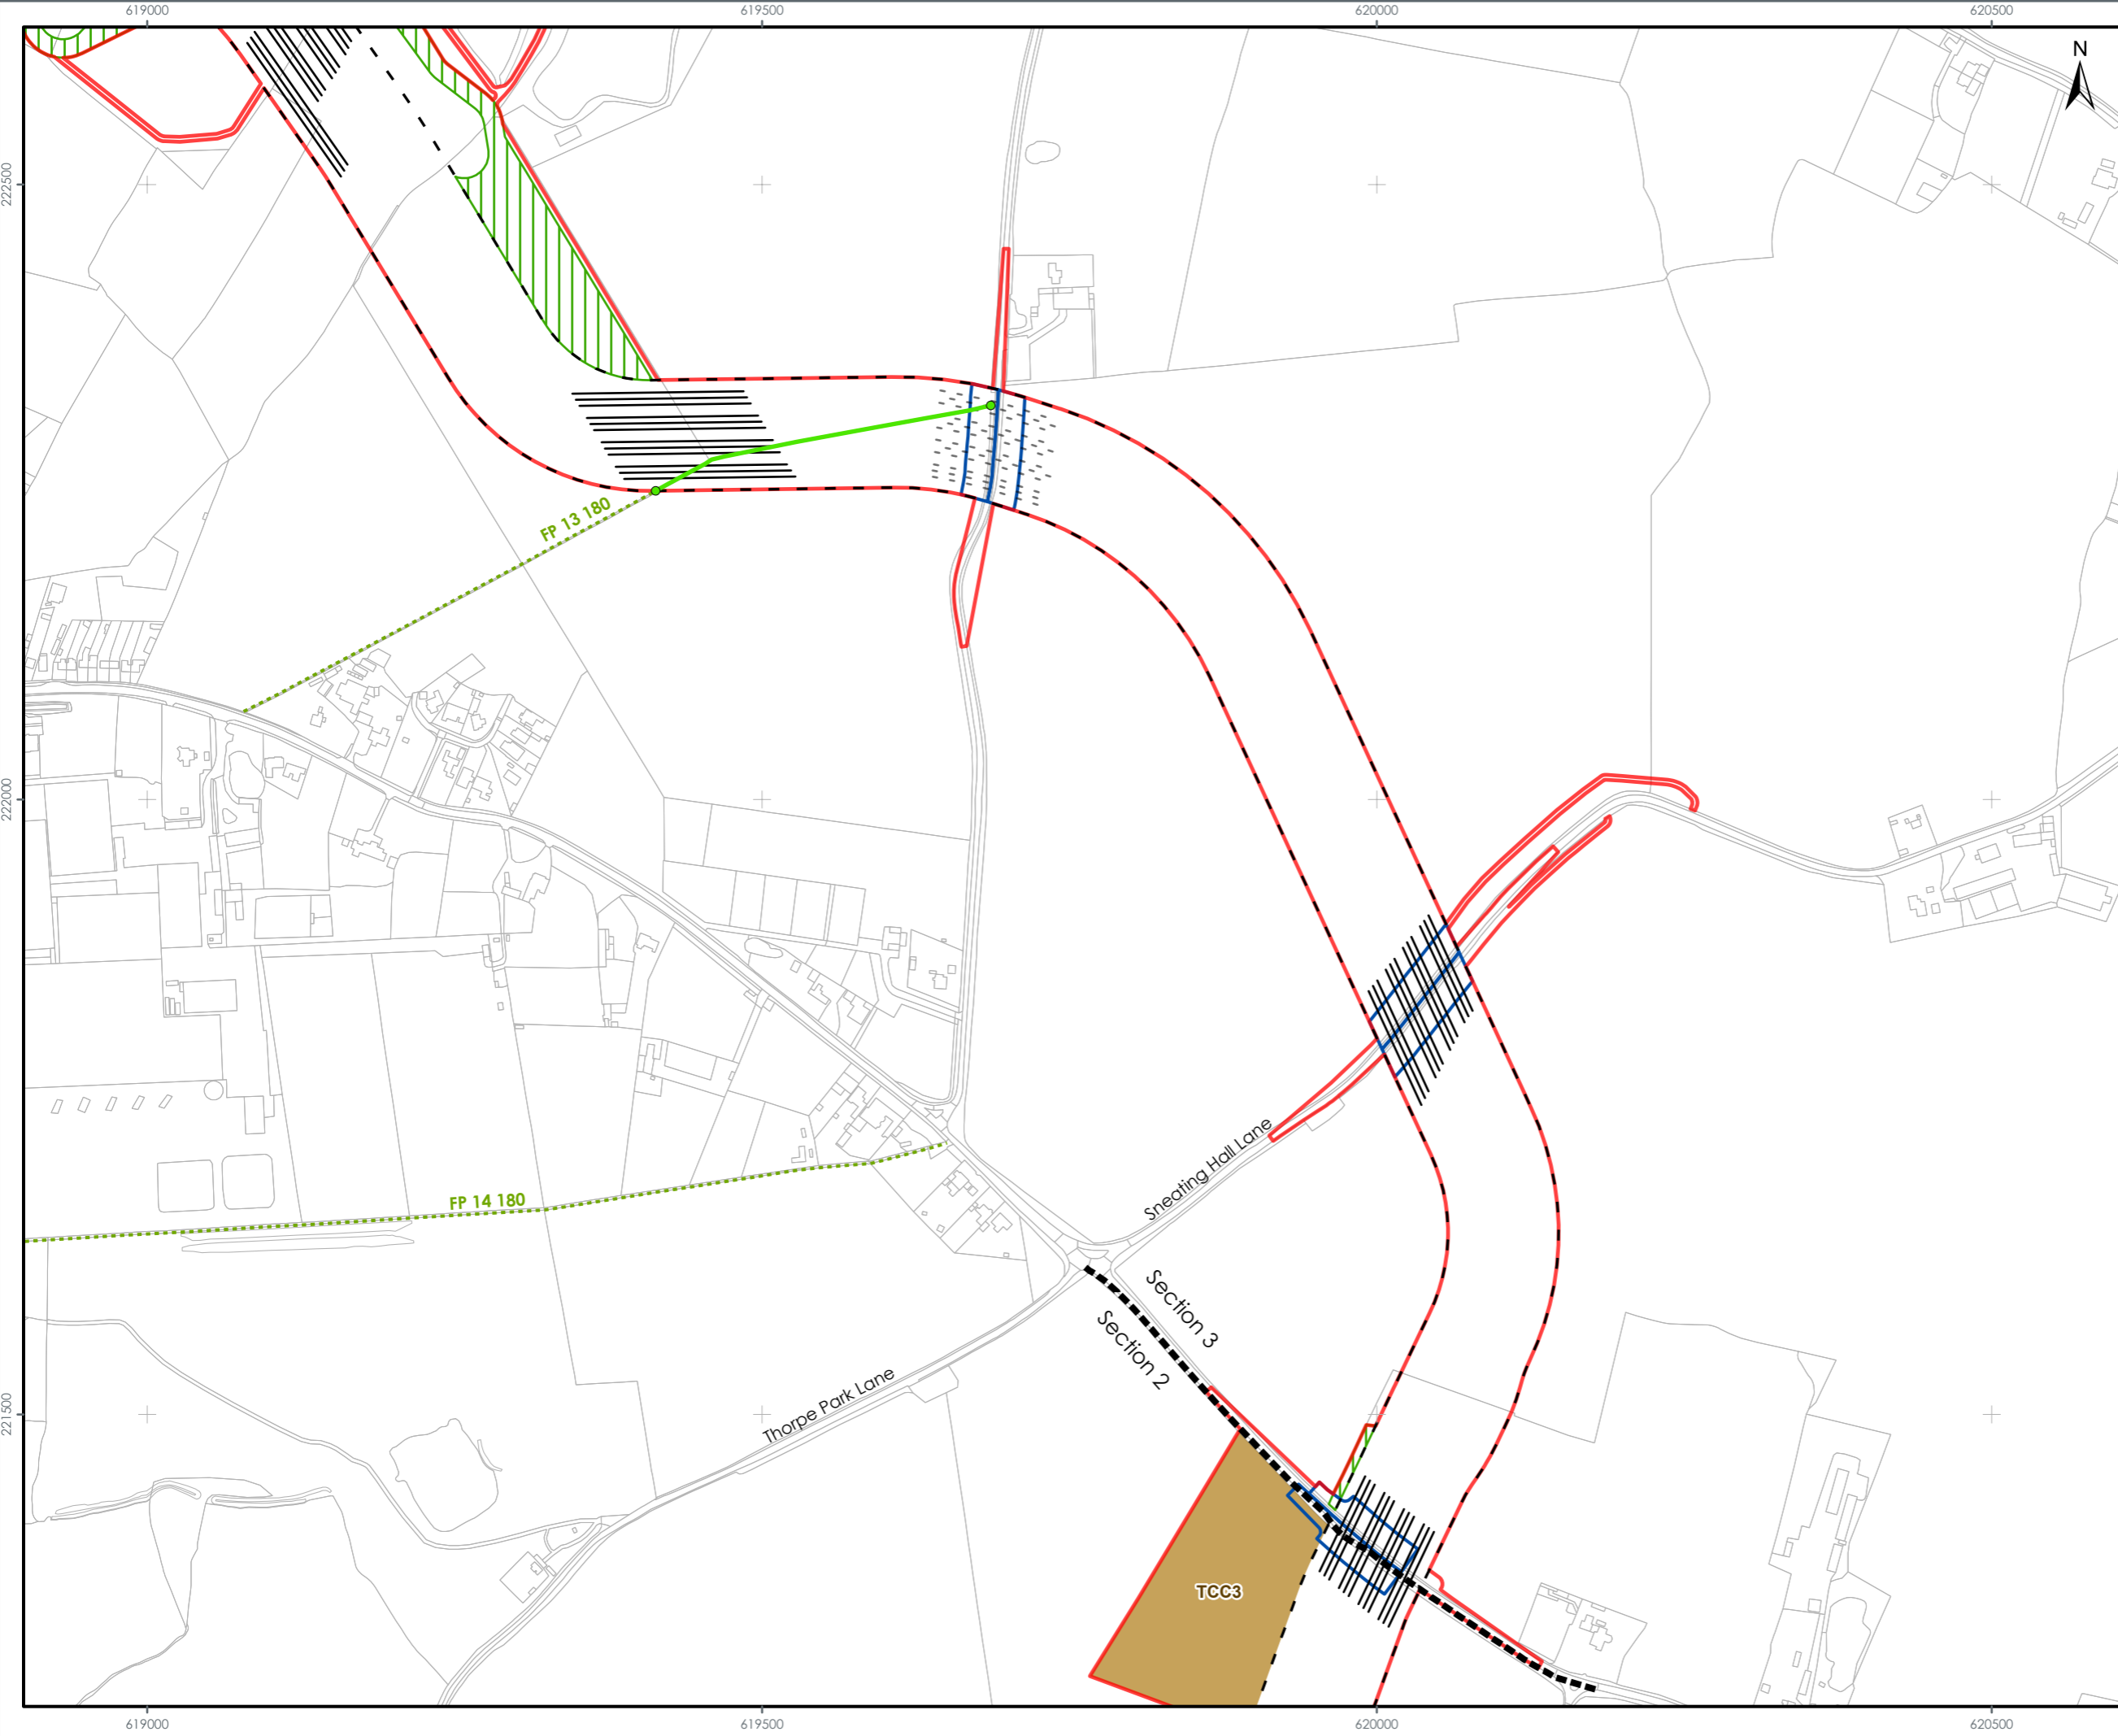 619000
619500
620000
620500
N
222500
FP 13 180
222000
Sneating Hall Lane
FP 14 180
Section 3
Section 2
Thorpe Park Lane
221500
TCC3
619000
619500
620000
620500